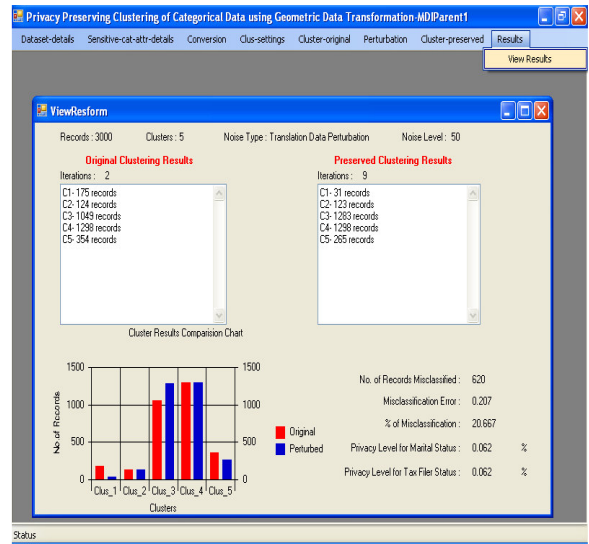 Privacy Preserving Clustering of Categorical Data using Geometric Data Transformation-MDIParent1
Dataset-details Sensitive-cat-attr-details Conversion Clus-settings Cluster-original Perturbation Cluster-preserved Results
View Results
ViewResform
Records : 3000 Clusters : 5 Noise Type : Translation Data Perturbation Noise Level : 50
Original Clustering Results Preserved Clustering Results
Iterations : 2 Iterations : 9
C1- 175 records C1- 31 records
C2- 124 records C2- 123 records
C3- 1049 records C3- 1283 records
C4- 1298 records C4- 1298 records
C5- 354 records C5- 265 records
Cluster Results Comparision Chart
1500 1500
1000 1000
500 500
0 0
No.of Records
Clus_1 Clus_2 Clus_3 Clus_4 Clus_5
Clusters
Original
Perturbed
No. of Records Misclassified : 620
Misclassification Error : 0.207
% of Misclassification : 20.667
Privacy Level for Marital Status : 0.062 %
Privacy Level for Tax Filer Status : 0.062 %
Status